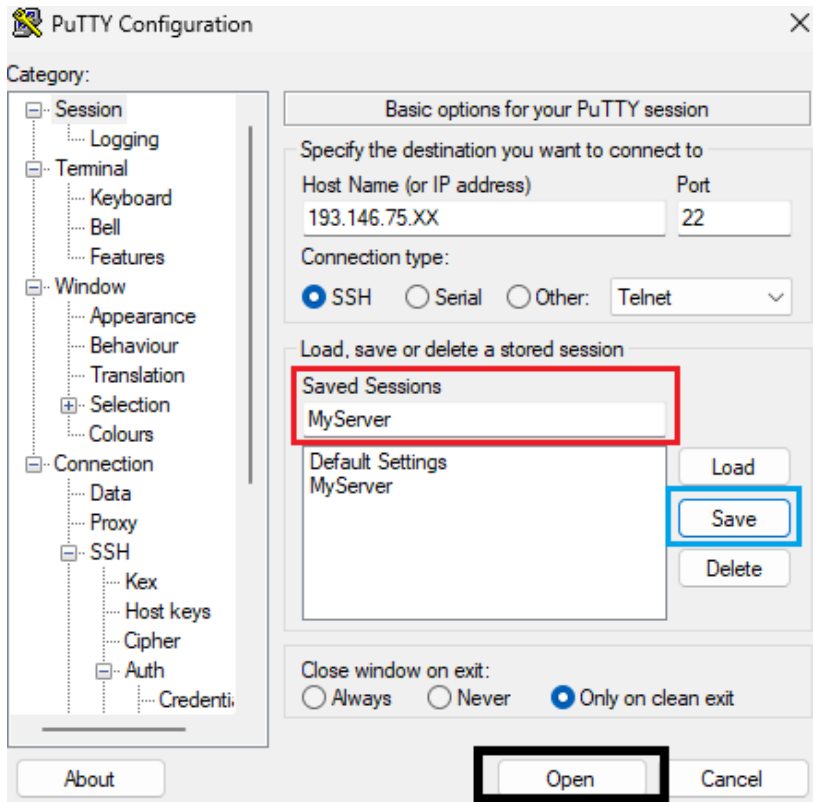 PuTTY Configuration
Category:
Session
Logging
Terminal
Keyboard
Bell
Features
Window
Appearance
Behaviour
Translation
Selection
Colours
Connection
Data
Proxy
SSH
Kex
Host keys
Cipher
Auth
Credenti
Basic options for your PuTTY session
Specify the destination you want to connect to
Host Name (or IP address) Port
193.146.75.XX 22
Connection type:
SSH Serial Other: Telnet
Load, save or delete a stored session
Saved Sessions
MyServer
Default Settings
MyServer
Load
Save
Delete
Close window on exit:
Always Never Only on clean exit
About Open Cancel